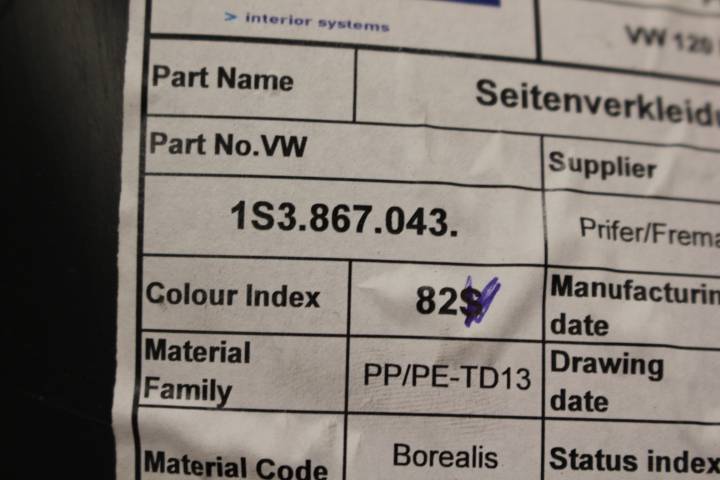 > interior systems
VW 120
Part Name
Seitenverkleid
Part No.VW
Supplier
1S3.867.043.
Prifer/Frema
Colour Index
82
Manufacturin
date
Material
Family
PP/PE-TD13
Drawing
date
Material Code
Borealis
Status index